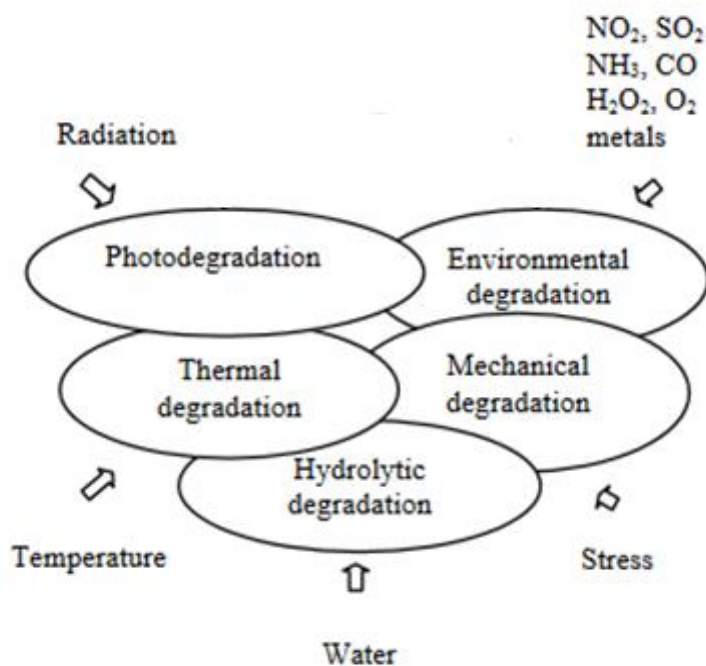 NO₂, SO₂
NH₃, CO
H₂O₂, O₂
metals
Radiation
Photodegradation
Environmental
degradation
Thermal
degradation
Mechanical
degradation
Hydrolytic
degradation
Temperature
Stress
Water